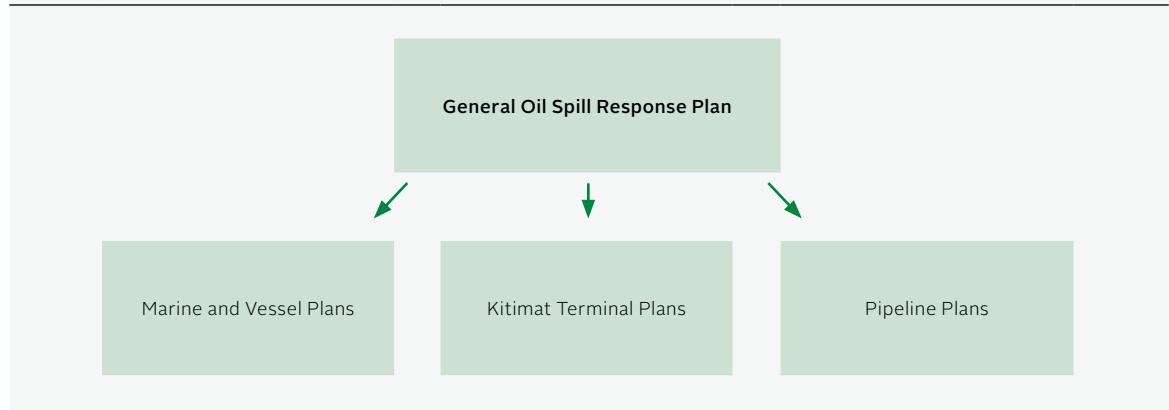 General Oil Spill Response Plan
Marine and Vessel Plans
Kitimat Terminal Plans
Pipeline Plans